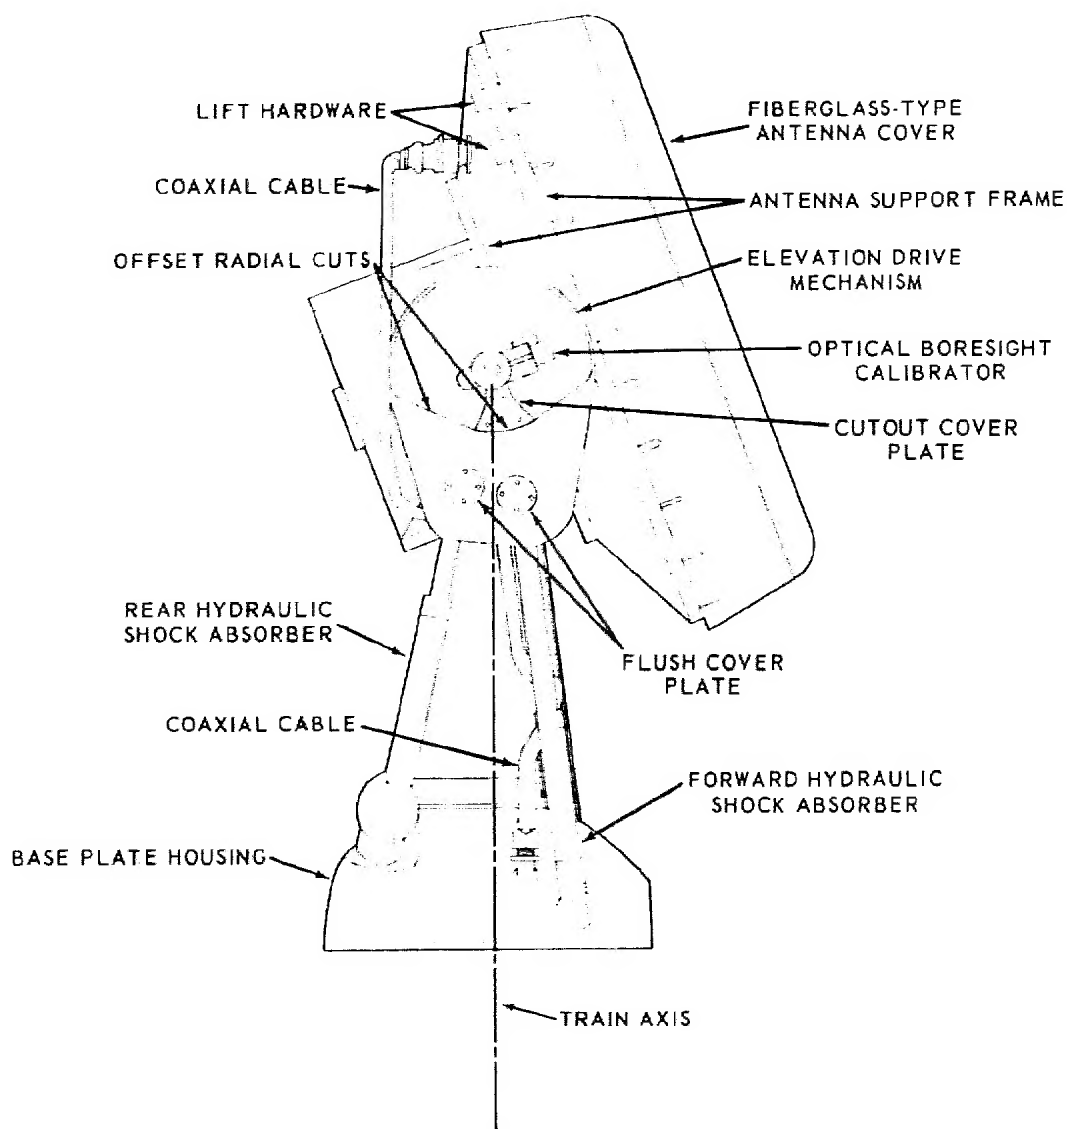 LIFT HARDWARE
FIBERGLASS-TYPE
ANTENNA COVER
COAXIAL CABLE
ANTENNA SUPPORT FRAME
OFFSET RADIAL CUTS
ELEVATION DRIVE
MECHANISM
OPTICAL BORESIGHT
CALIBRATOR
CUTOUT COVER
PLATE
REAR HYDRAULIC
SHOCK ABSORBER
FLUSH COVER
PLATE
COAXIAL CABLE
FORWARD HYDRAULIC
SHOCK ABSORBER
BASE PLATE HOUSING
TRAIN AXIS